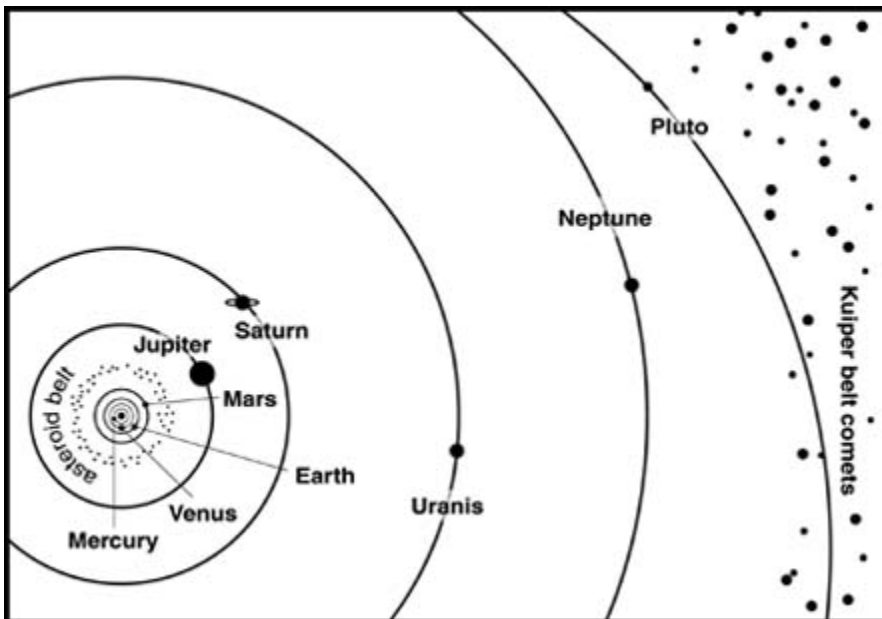 Pluto
Neptune
Saturn
Jupiter
Mars
asteroid belt
Earth
Uranis
Venus
Mercury
Kuiper belt comets